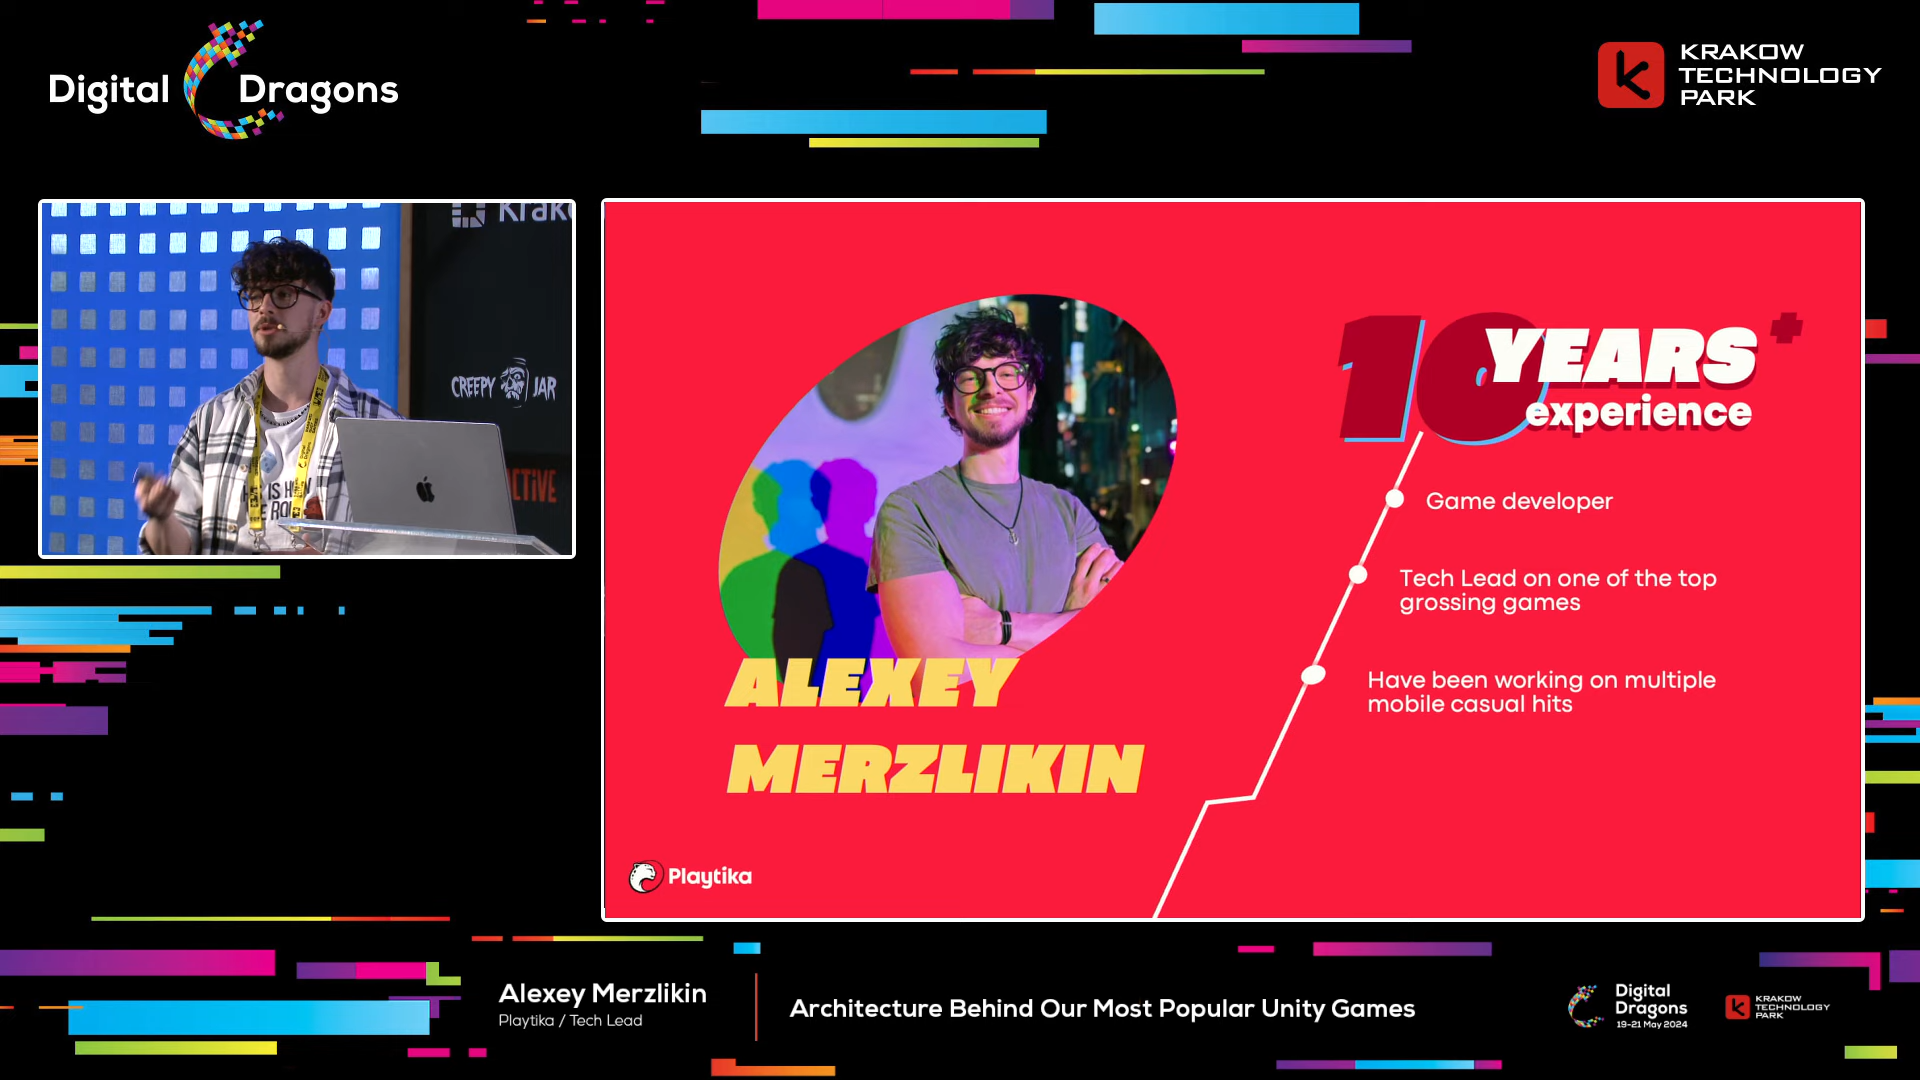 Digital Dragons
KRAKOW
TECHNOLOGY
PARK
CREEPY JAR
10 YEARS +
experience
Game developer
Tech Lead on one of the top
grossing games
Have been working on multiple
mobile casual hits
ALEXEY
MERZLIKIN
Playtika
Alexey Merzlikin
Playtika / Tech Lead
Architecture Behind Our Most Popular Unity Games
Digital
Dragons
19-21 May 2024
KRAKOW
TECHNOLOGY
PARK